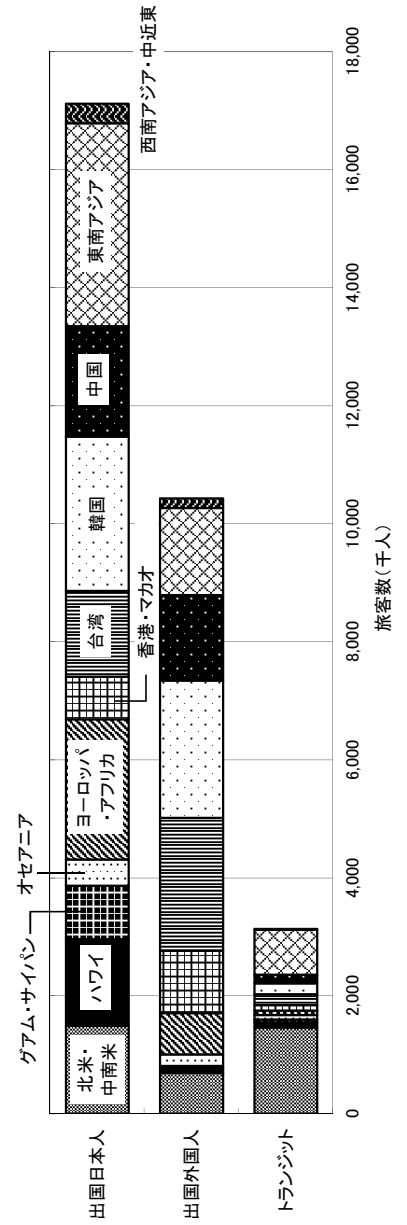 グアム・サイパン
オセアニア
出国日本人
北米・
中南米
ハワイ
ヨーロッパ
・アフリカ
台湾
韓国
中国
東南アジア
香港・マカオ
西南アジア・中近東
出国外国人
トランジット
0
2,000
4,000
6,000
8,000
10,000
12,000
14,000
16,000
18,000
旅客数(千人)